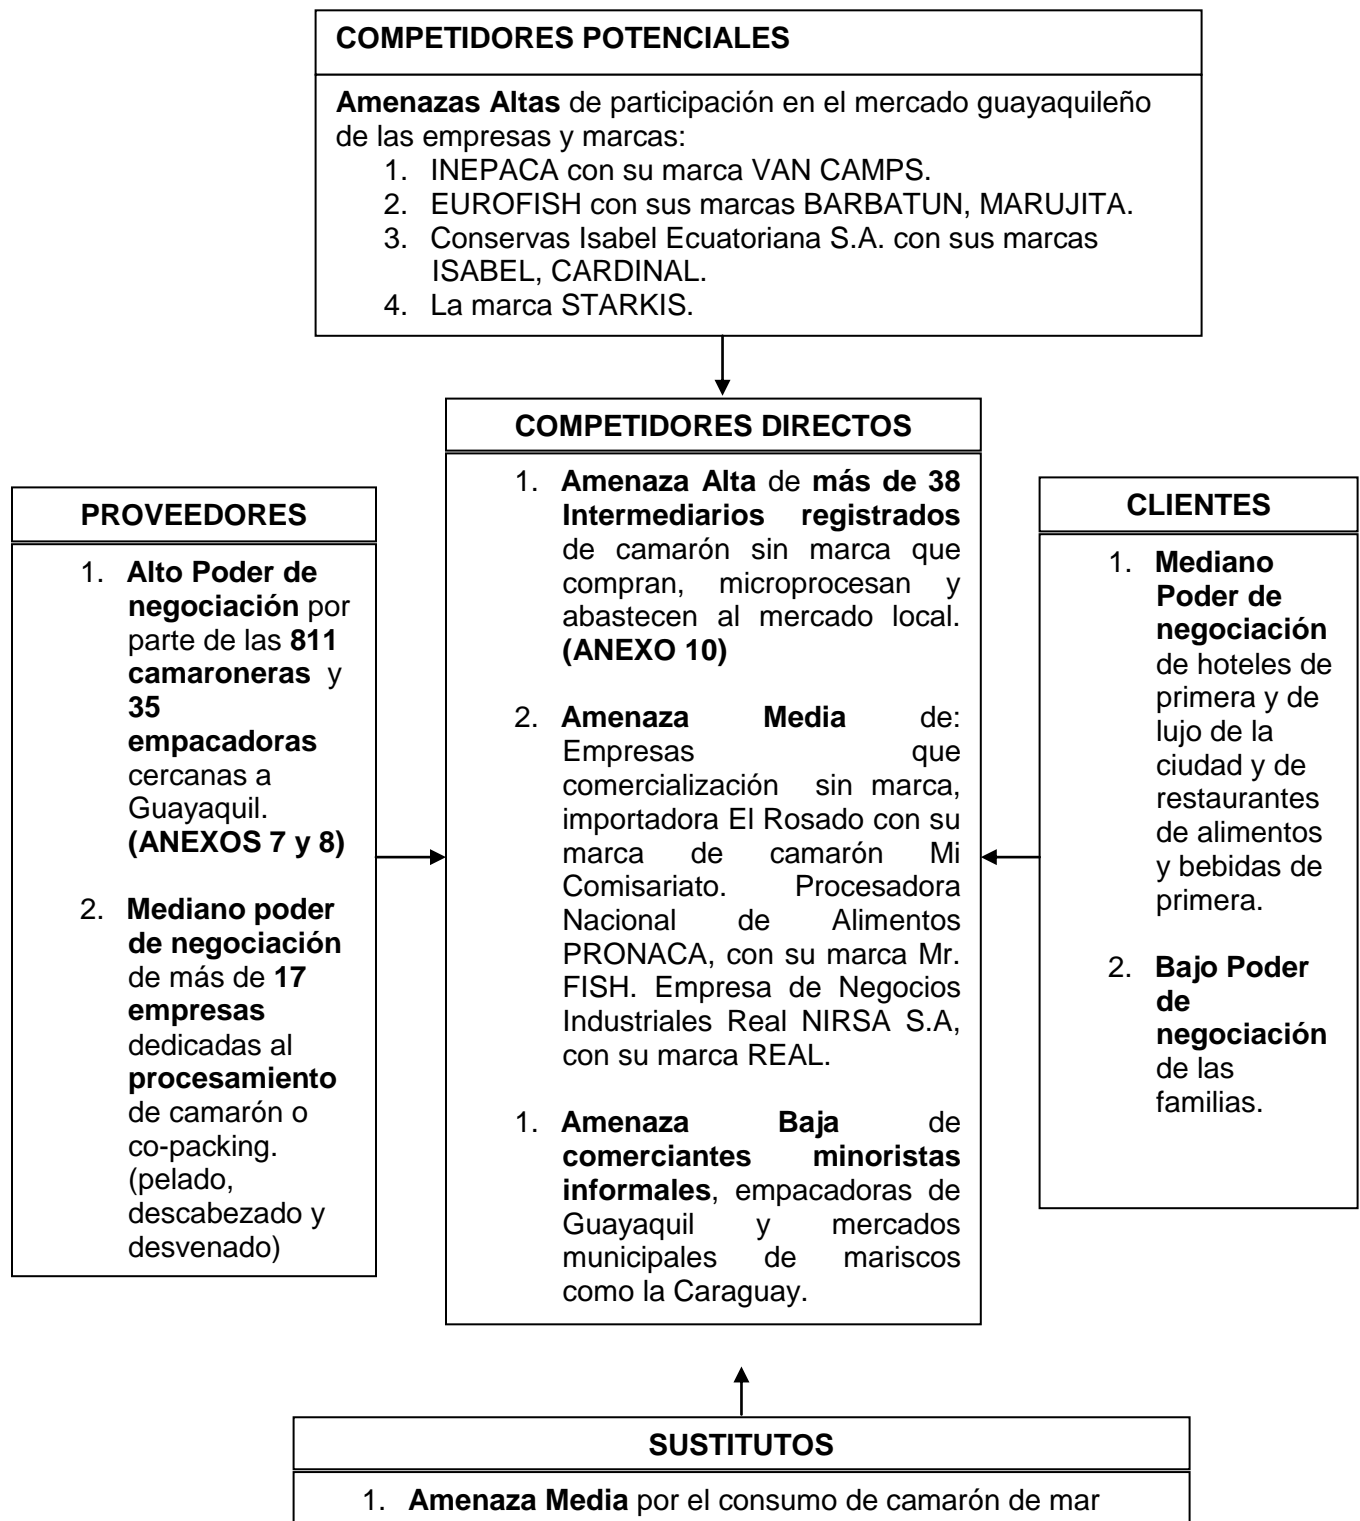 COMPETIDORES POTENCIALES
Amenazas Altas de participación en el mercado guayaquileño
de las empresas y marcas:
1. INEPACA con su marca VAN CAMPS.
2. EUROFISH con sus marcas BARBATUN, MARUJITA.
3. Conservas Isabel Ecuatoriana S.A. con sus marcas
ISABEL, CARDINAL.
4. La marca STARKIS.
PROVEEDORES
1. Alto Poder de
negociación por
parte de las 811
camaroneras y
35
empacadoras
cercanas a
Guayaquil.
(ANEXOS 7 y 8)
2. Mediano poder
de negociación
de más de 17
empresas
dedicadas al
procesamiento
de camarón o
co-packing.
(pelado,
descabezado y
desvenado)
COMPETIDORES DIRECTOS
1. Amenaza Alta de más de 38
Intermediarios registrados
de camarón sin marca que
compran, microprocesan y
abastecen al mercado local.
(ANEXO 10)
2. Amenaza Media de:
Empresas que
comercialización sin marca,
importadora El Rosado con su
marca de camarón Mi
Comisariato. Procesadora
Nacional de Alimentos
PRONACA, con su marca Mr.
FISH. Empresa de Negocios
Industriales Real NIRSA S.A,
con su marca REAL.
1. Amenaza Baja de
comerciantes minoristas
informales, empacadoras de
Guayaquil y mercados
municipales de mariscos
como la Caraguay.
CLIENTES
1. Mediano
Poder de
negociación
de hoteles de
primera y de
lujo de la
ciudad y de
restaurantes
de alimentos
y bebidas de
primera.
2. Bajo Poder
de
negociación
de las
familias.
SUSTITUTOS
1. Amenaza Media por el consumo de camarón de mar